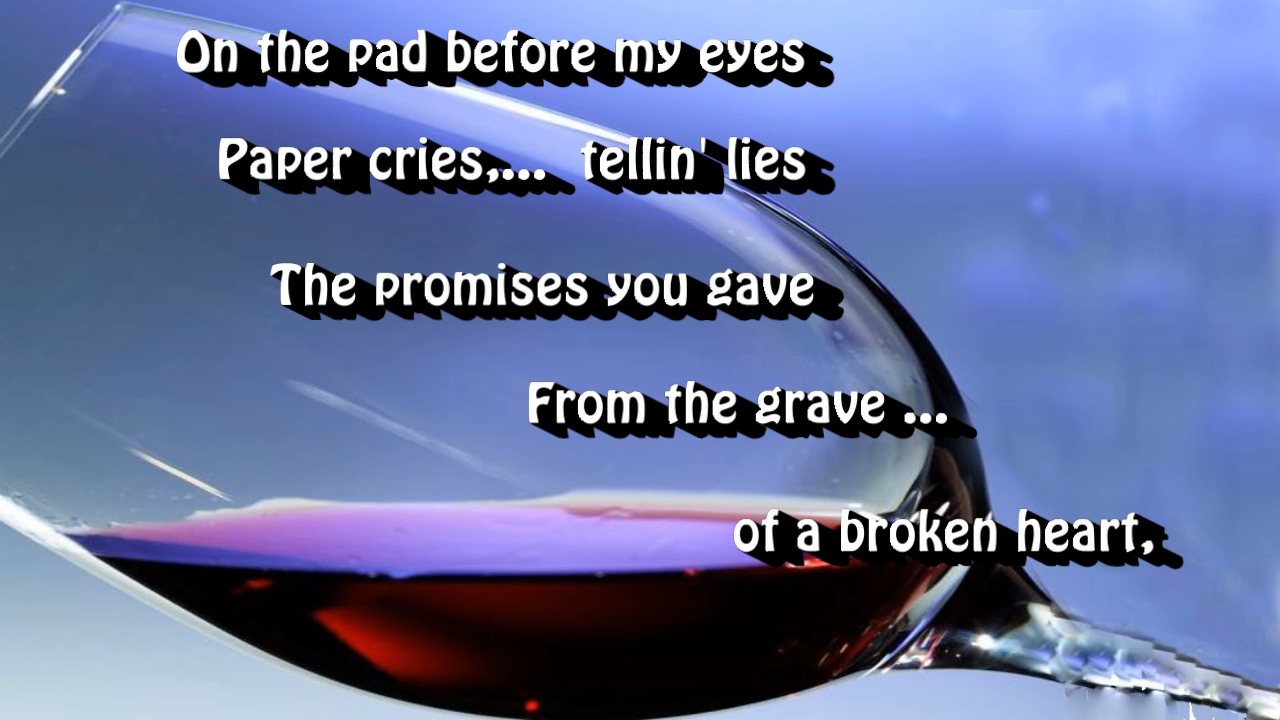 On the pad before my eyes
Paper cries,... tellin' lies
The promises you gave
From the grave ...
of a broken heart,